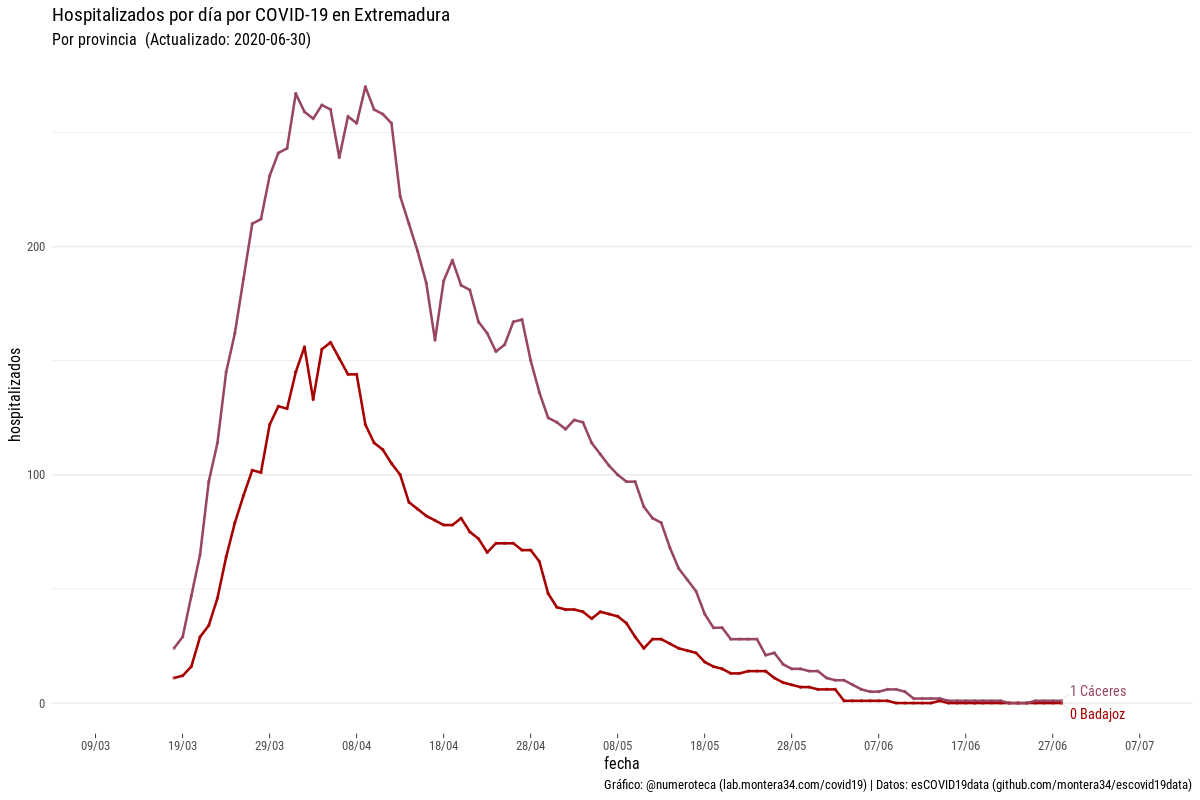 Hospitalizados por día por COVID-19 en Extremadura
Por provincia  (Actualizado: 2020-06-30)
hospitalizados
200
100
0
1 Cáceres
0 Badajoz
09/03
19/03
29/03
08/04
18/04
28/04
08/05
18/05
28/05
07/06
17/06
27/06
07/07
fecha
Gráfico: @numeroteca (lab.montera34.com/covid19) | Datos: esCOVID19data (github.com/montera34/escovid19data)